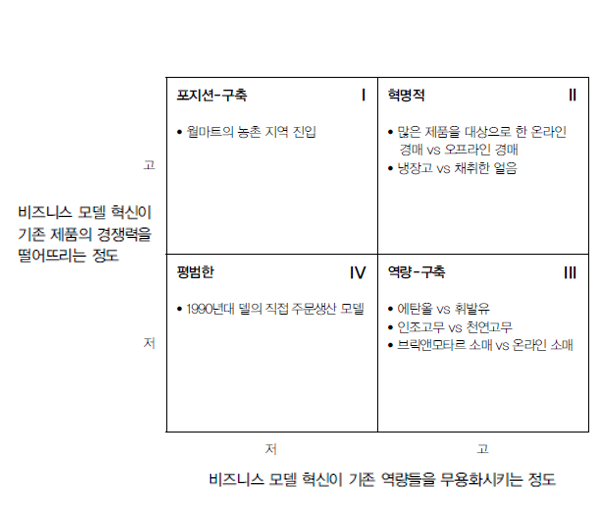 포지션-구축 I
• 월마트의 농촌 지역 진입
혁명적 II
• 많은 제품을 대상으로 한 온라인
경매 vs 오프라인 경매
• 냉장고 vs 채취한 얼음
고
비즈니스 모델 혁신이
기존 제품의 경쟁력을
떨어뜨리는 정도
평범한 IV
• 1990년대 델의 직접 주문생산 모델
역량-구축 III
• 에탄올 vs 휘발유
• 인조고무 vs 천연고무
• 브릭앤모타르 소매 vs 온라인 소매
저
저 고
비즈니스 모델 혁신이 기존 역량들을 무용화시키는 정도